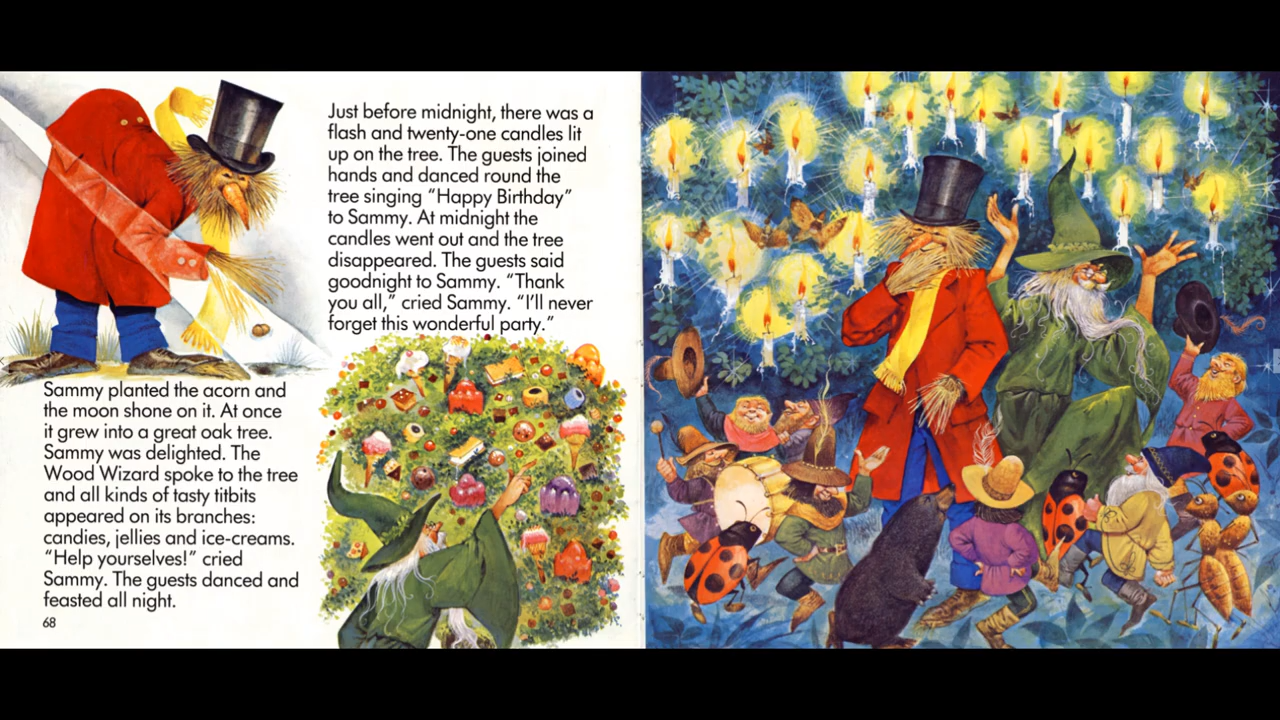 Sammy planted the acorn and
the moon shone on it. At once
it grew into a great oak tree.
Sammy was delighted. The
Wood Wizard spoke to the tree
and all kinds of tasty titbits
appeared on its branches:
candies, jellies and ice-creams.
“Help yourselves!” cried
Sammy. The guests danced and
feasted all night.
68
Just before midnight, there was a
flash and twenty-one candles lit
up on the tree. The guests joined
hands and danced round the
tree singing “Happy Birthday”
to Sammy. At midnight the
candles went out and the tree
disappeared. The guests said
goodnight to Sammy. “Thank
you all,” cried Sammy. “I’ll never
forget this wonderful party.”